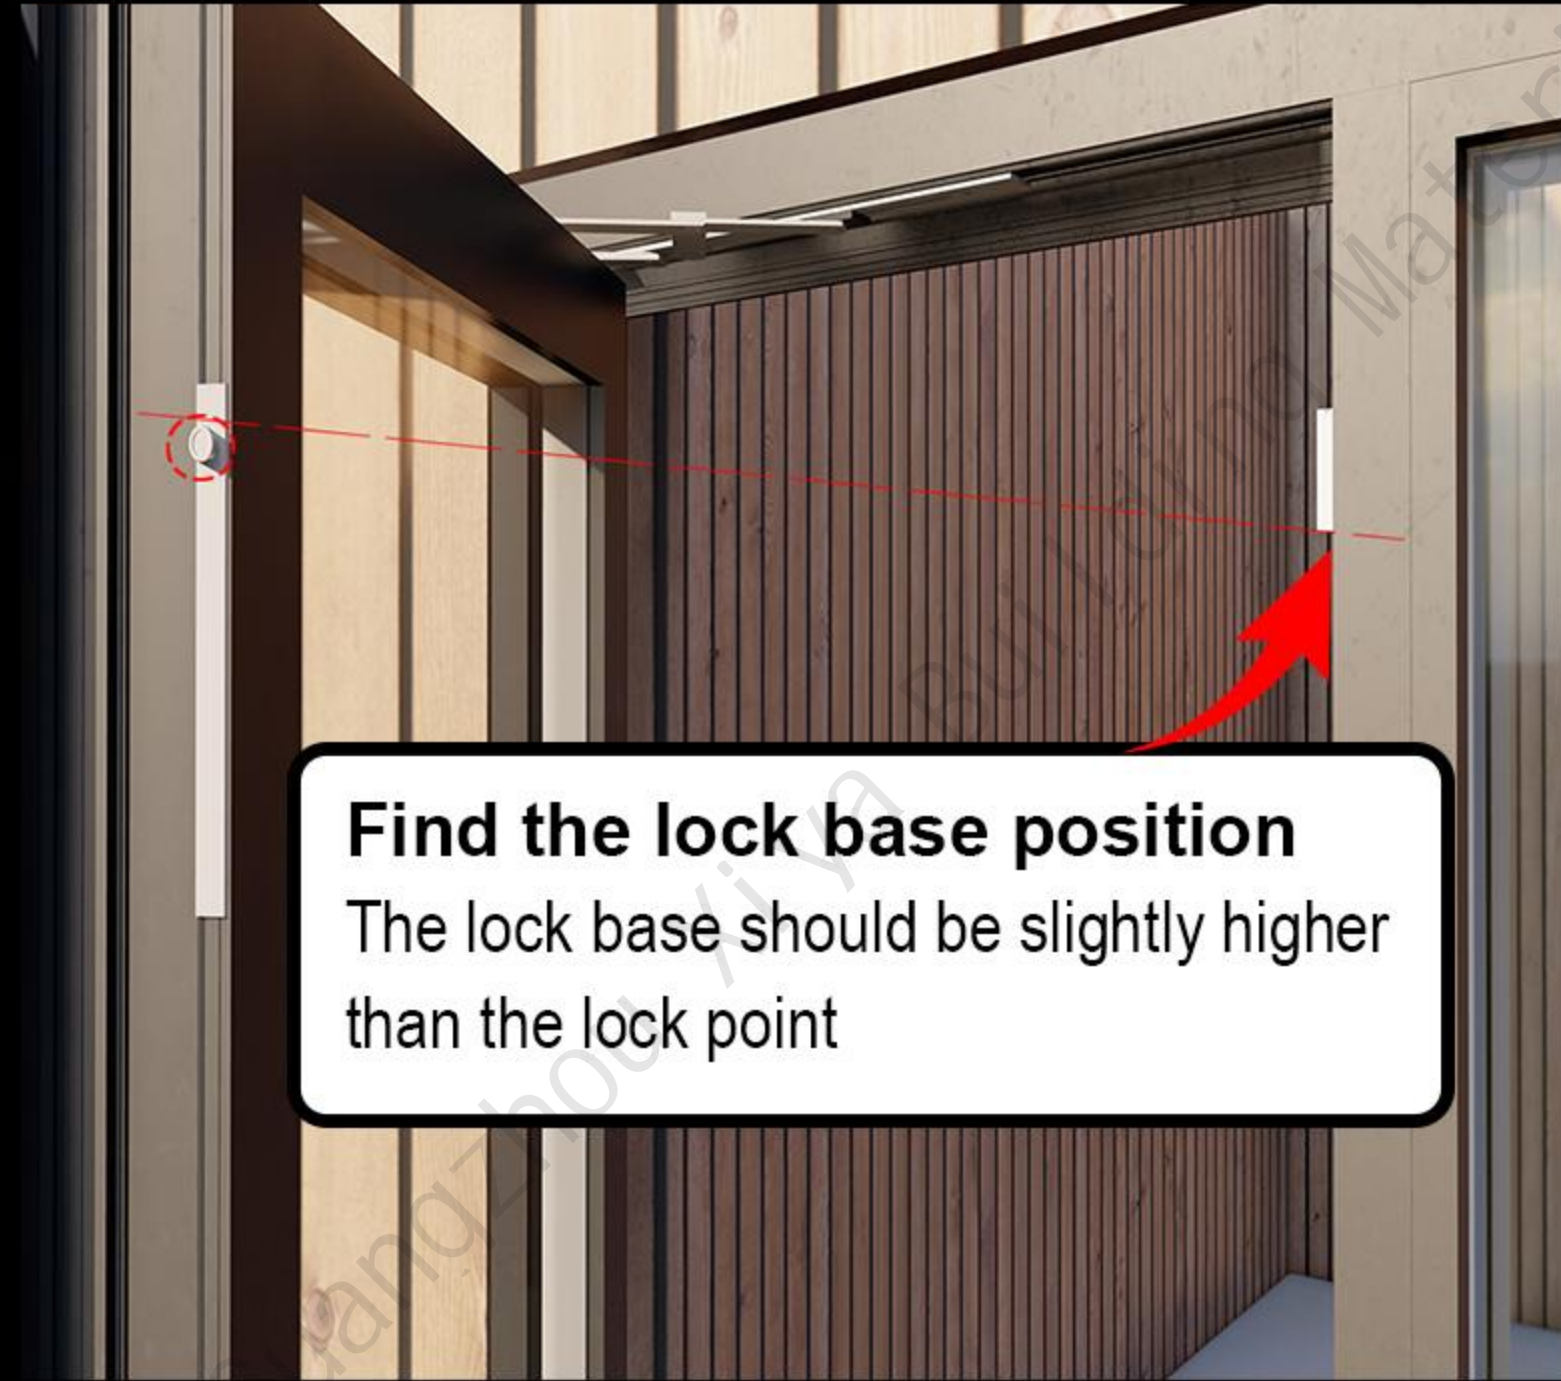 Find the lock base position
The lock base should be slightly higher
than the lock point